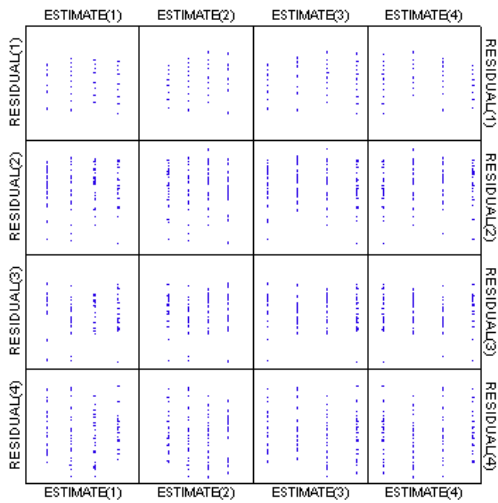 ESTIMATE(1) ESTIMATE(2) ESTIMATE(3) ESTIMATE(4)
RESIDUAL(1) RESIDUAL(1)
RESIDUAL(2) RESIDUAL(2)
RESIDUAL(3) RESIDUAL(3)
RESIDUAL(4) RESIDUAL(4)
ESTIMATE(1) ESTIMATE(2) ESTIMATE(3) ESTIMATE(4)